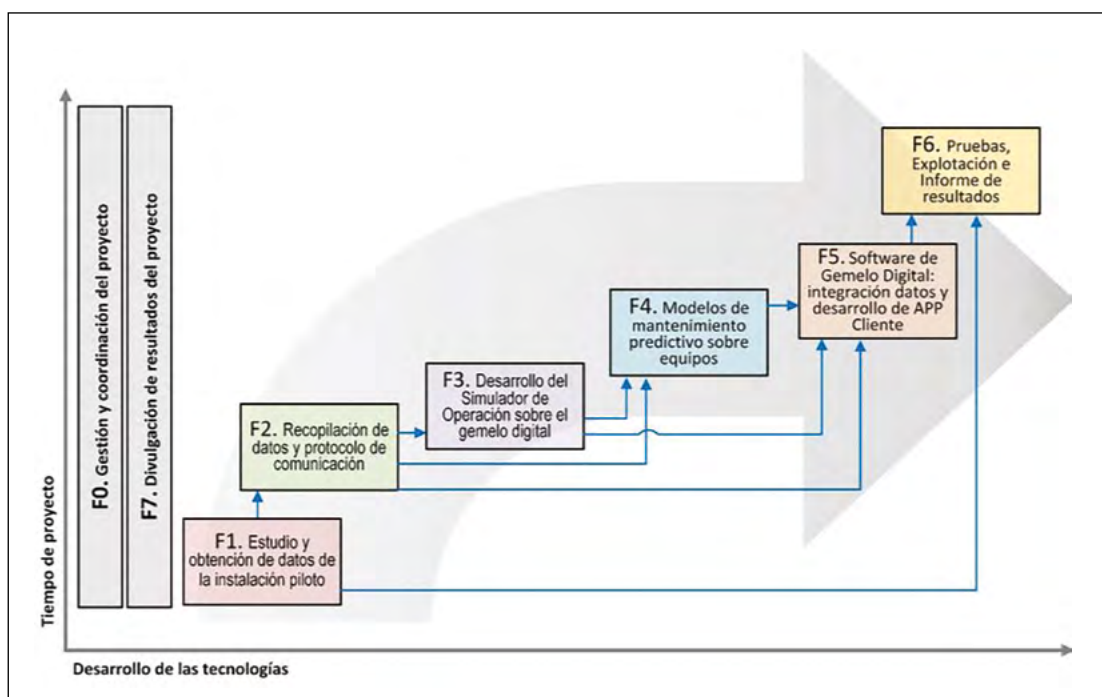 Tiempo de proyecto
F0. Gestión y coordinación del proyecto
F7. Divulgación de resultados del proyecto
F1. Estudio y
obtención de datos de
la instalación piloto
F2. Recopilación de
datos y protocolo de
comunicación
F3. Desarrollo del
Simulador de
Operación sobre el
gemelo digital
F4. Modelos de
mantenimiento
predictivo sobre
equipos
F5. Software de
Gemelo Digital:
integración datos y
desarrollo de APP
Cliente
F6. Pruebas,
Explotación e
Informe de
resultados
Desarrollo de las tecnologías